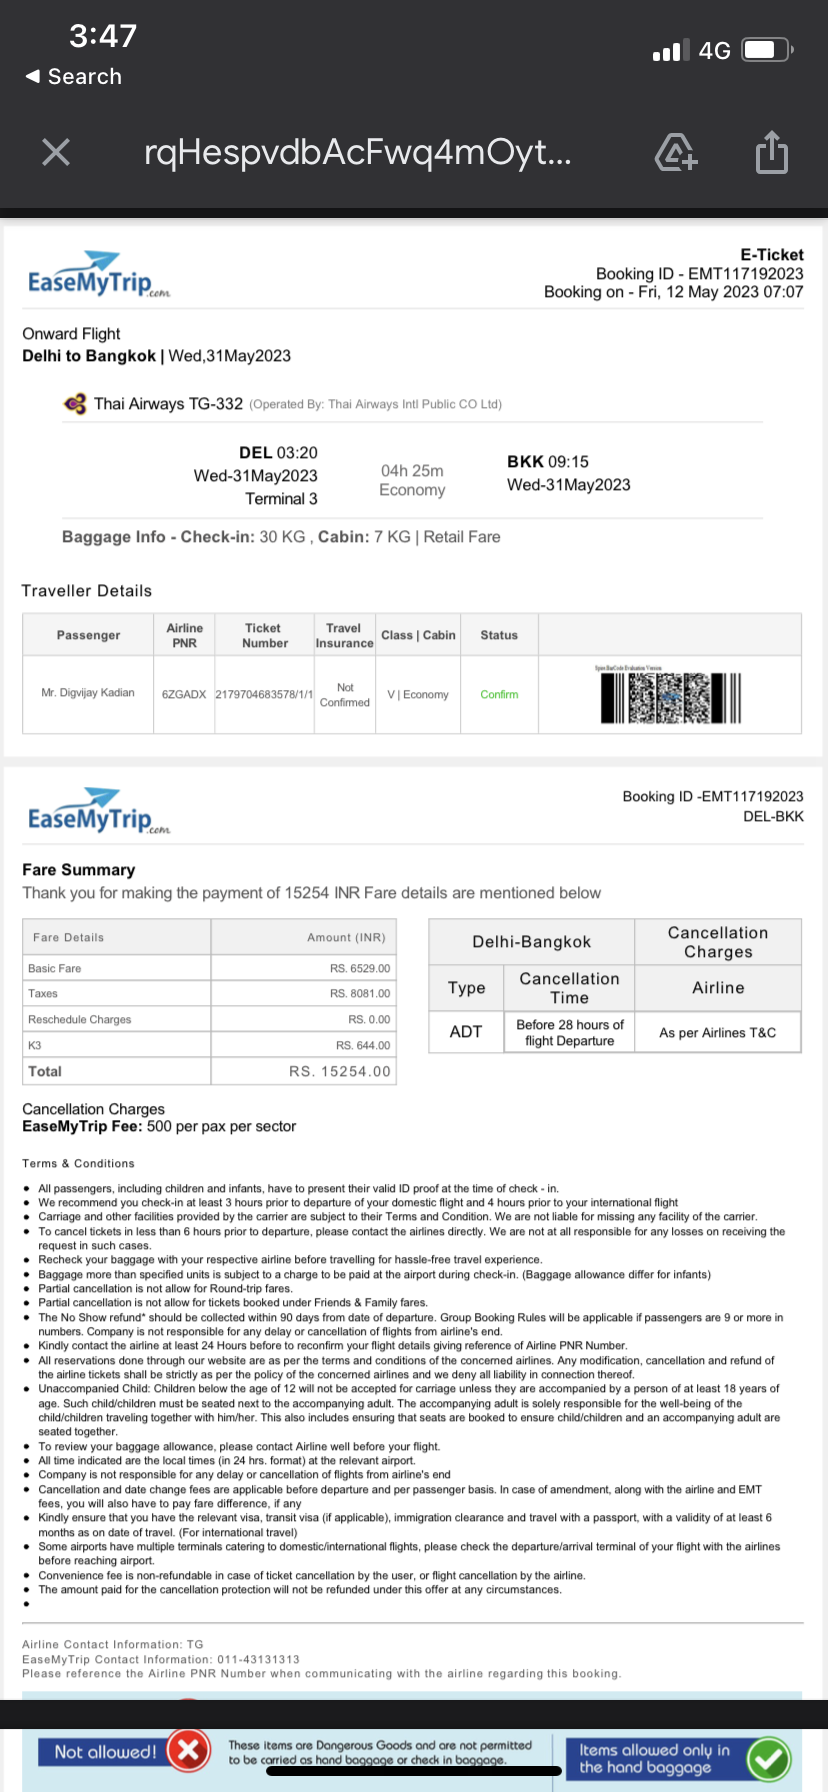 3:47
4G
◀ Search
rqHespvdbAcFwq4mOyt...
EaseMyTrip.com
E-Ticket
Booking ID - EMT117192023
Booking on - Fri, 12 May 2023 07:07
Onward Flight
Delhi to Bangkok | Wed,31May2023
Thai Airways TG-332 (Operated By: Thai Airways Intl Public CO Ltd)
DEL 03:20
Wed-31May2023
Terminal 3
04h 25m
Economy
BKK 09:15
Wed-31May2023
Baggage Info - Check-in: 30 KG , Cabin: 7 KG | Retail Fare
Traveller Details
Passenger
Airline PNR
Ticket Number
Travel Insurance
Class | Cabin
Status
Mr. Digvijay Kadian
6ZGADX
2179704683578/1/1
Not Confirmed
V | Economy
Confirm
Spire.BarCode Evaluation Version
EaseMyTrip.com
Booking ID -EMT117192023
DEL-BKK
Fare Summary
Thank you for making the payment of 15254 INR Fare details are mentioned below
Fare Details Amount (INR)
Basic Fare RS. 6529.00
Taxes RS. 8081.00
Reschedule Charges RS. 0.00
K3 RS. 644.00
Total RS. 15254.00
Delhi-Bangkok
Cancellation Charges
Type
Cancellation Time
Airline
ADT
Before 28 hours of flight Departure
As per Airlines T&C
Cancellation Charges
EaseMyTrip Fee: 500 per pax per sector
Terms & Conditions
• All passengers, including children and infants, have to present their valid ID proof at the time of check - in.
• We recommend you check-in at least 3 hours prior to departure of your domestic flight and 4 hours prior to your international flight
• Carriage and other facilities provided by the carrier are subject to their Terms and Condition. We are not liable for missing any facility of the carrier.
• To cancel tickets in less than 6 hours prior to departure, please contact the airlines directly. We are not at all responsible for any losses on receiving the
request in such cases.
• Recheck your baggage with your respective airline before travelling for hassle-free travel experience.
• Baggage more than specified units is subject to a charge to be paid at the airport during check-in. (Baggage allowance differ for infants)
• Partial cancellation is not allow for Round-trip fares.
• Partial cancellation is not allow for tickets booked under Friends & Family fares.
• The No Show refund* should be collected within 90 days from date of departure. Group Booking Rules will be applicable if passengers are 9 or more in
numbers. Company is not responsible for any delay or cancellation of flights from airline's end.
• Kindly contact the airline at least 24 Hours before to reconfirm your flight details giving reference of Airline PNR Number.
• All reservations done through our website are as per the terms and conditions of the concerned airlines. Any modification, cancellation and refund of
the airline tickets shall be strictly as per the policy of the concerned airlines and we deny all liability in connection thereof.
• Unaccompanied Child: Children below the age of 12 will not be accepted for carriage unless they are accompanied by a person of at least 18 years of
age. Such child/children must be seated next to the accompanying adult. The accompanying adult is solely responsible for the well-being of the
child/children traveling together with him/her. This also includes ensuring that seats are booked to ensure child/children and an accompanying adult are
seated together.
• To review your baggage allowance, please contact Airline well before your flight.
• All time indicated are the local times (in 24 hrs. format) at the relevant airport.
• Company is not responsible for any delay or cancellation of flights from airline's end
• Cancellation and date change fees are applicable before departure and per passenger basis. In case of amendment, along with the airline and EMT
fees, you will also have to pay fare difference, if any
• Kindly ensure that you have the relevant visa, transit visa (if applicable), immigration clearance and travel with a passport, with a validity of at least 6
months as on date of travel. (For international travel)
• Some airports have multiple terminals catering to domestic/international flights, please check the departure/arrival terminal of your flight with the airlines
before reaching airport.
• Convenience fee is non-refundable in case of ticket cancellation by the user, or flight cancellation by the airline.
• The amount paid for the cancellation protection will not be refunded under this offer at any circumstances.
•
Airline Contact Information: TG
EaseMyTrip Contact Information: 011-43131313
Please reference the Airline PNR Number when communicating with the airline regarding this booking.
Not allowed!
These items are Dangerous Goods and are not permitted
to be carried as hand baggage or check in baggage.
Items allowed only in
the hand baggage